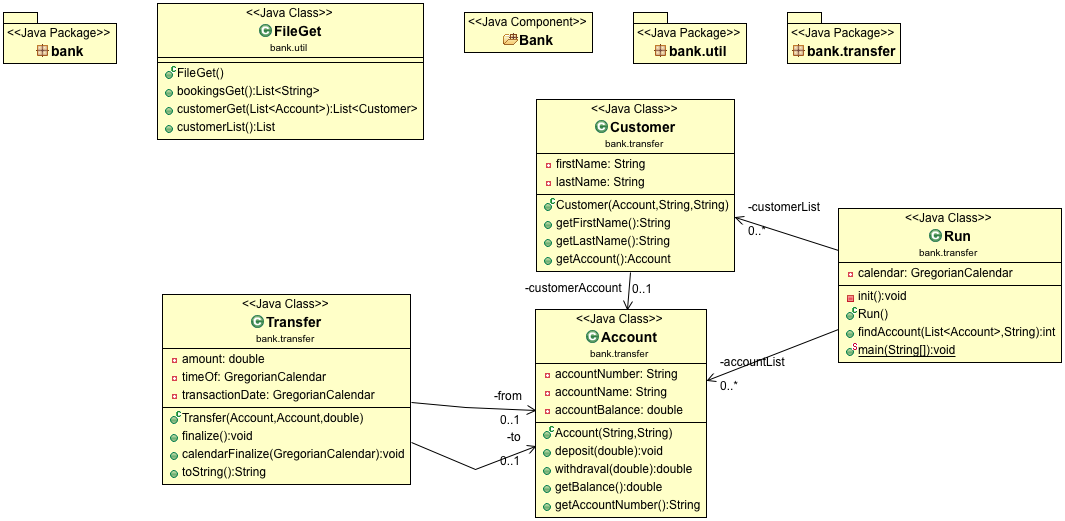 <<Java Package>>
bank
<<Java Class>>
FileGet
bank.util
FileGet()
bookingsGet():List<String>
customerGet(List<Account>):List<Customer>
customerList():List
<<Java Component>>
Bank
<<Java Package>>
bank.util
<<Java Package>>
bank.transfer
<<Java Class>>
Customer
bank.transfer
firstName: String
lastName: String
Customer(Account,String,String)
getFirstName():String
getLastName():String
getAccount():Account
-customerList
0..*
<<Java Class>>
Run
bank.transfer
calendar: GregorianCalendar
init():void
Run()
findAccount(List<Account>,String):int
main(String[]):void
-customerAccount
0..1
-accountList
0..*
<<Java Class>>
Transfer
bank.transfer
amount: double
timeOf: GregorianCalendar
transactionDate: GregorianCalendar
Transfer(Account,Account,double)
finalize():void
calendarFinalize(GregorianCalendar):void
toString():String
-from
0..1
-to
0..1
<<Java Class>>
Account
bank.transfer
accountNumber: String
accountName: String
accountBalance: double
Account(String,String)
deposit(double):void
withdraval(double):double
getBalance():double
getAccountNumber():String